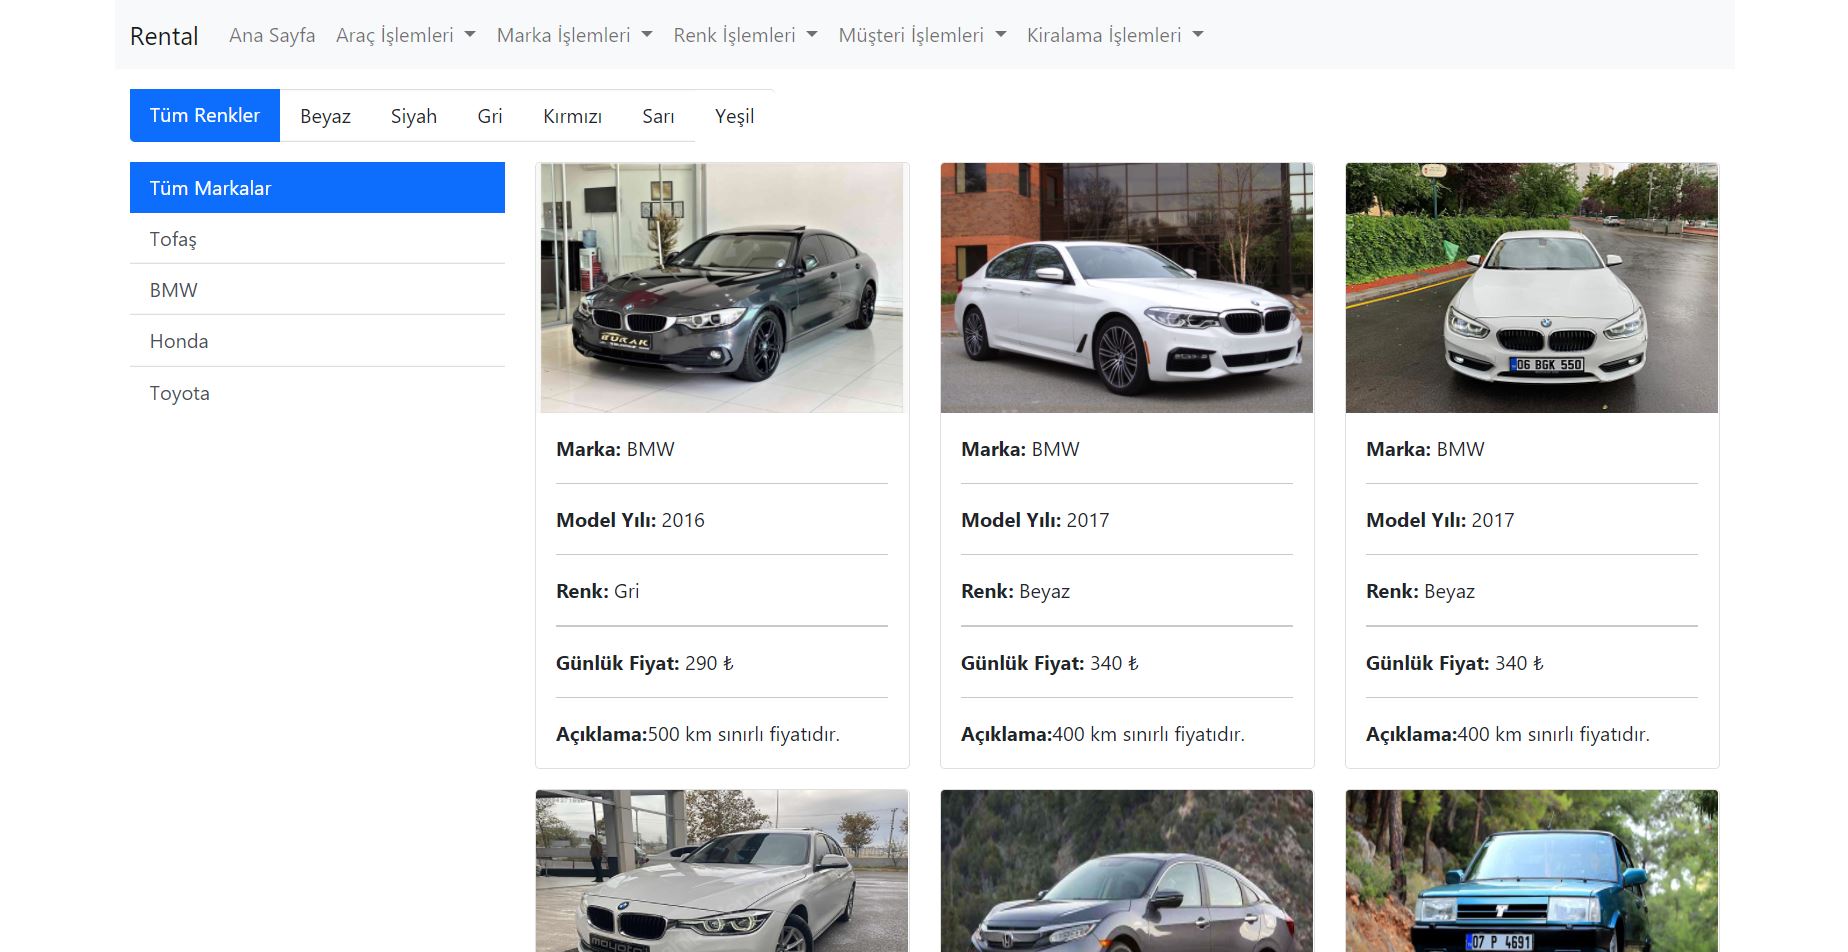 Rental Ana Sayfa Araç İşlemleri Marka İşlemleri Renk İşlemleri Müşteri İşlemleri Kiralama İşlemleri
Tüm Renkler Beyaz Siyah Gri Kırmızı Sarı Yeşil
Tüm Markalar
Tofaş
BMW
Honda
Toyota
BURAK
Marka: BMW
Model Yılı: 2016
Renk: Gri
Günlük Fiyat: 290 ₺
Açıklama:500 km sınırlı fiyatıdır.
Marka: BMW
Model Yılı: 2017
Renk: Beyaz
Günlük Fiyat: 340 ₺
Açıklama:400 km sınırlı fiyatıdır.
06 BGK 550
Marka: BMW
Model Yılı: 2017
Renk: Beyaz
Günlük Fiyat: 340 ₺
Açıklama:400 km sınırlı fiyatıdır.
07 P 4691